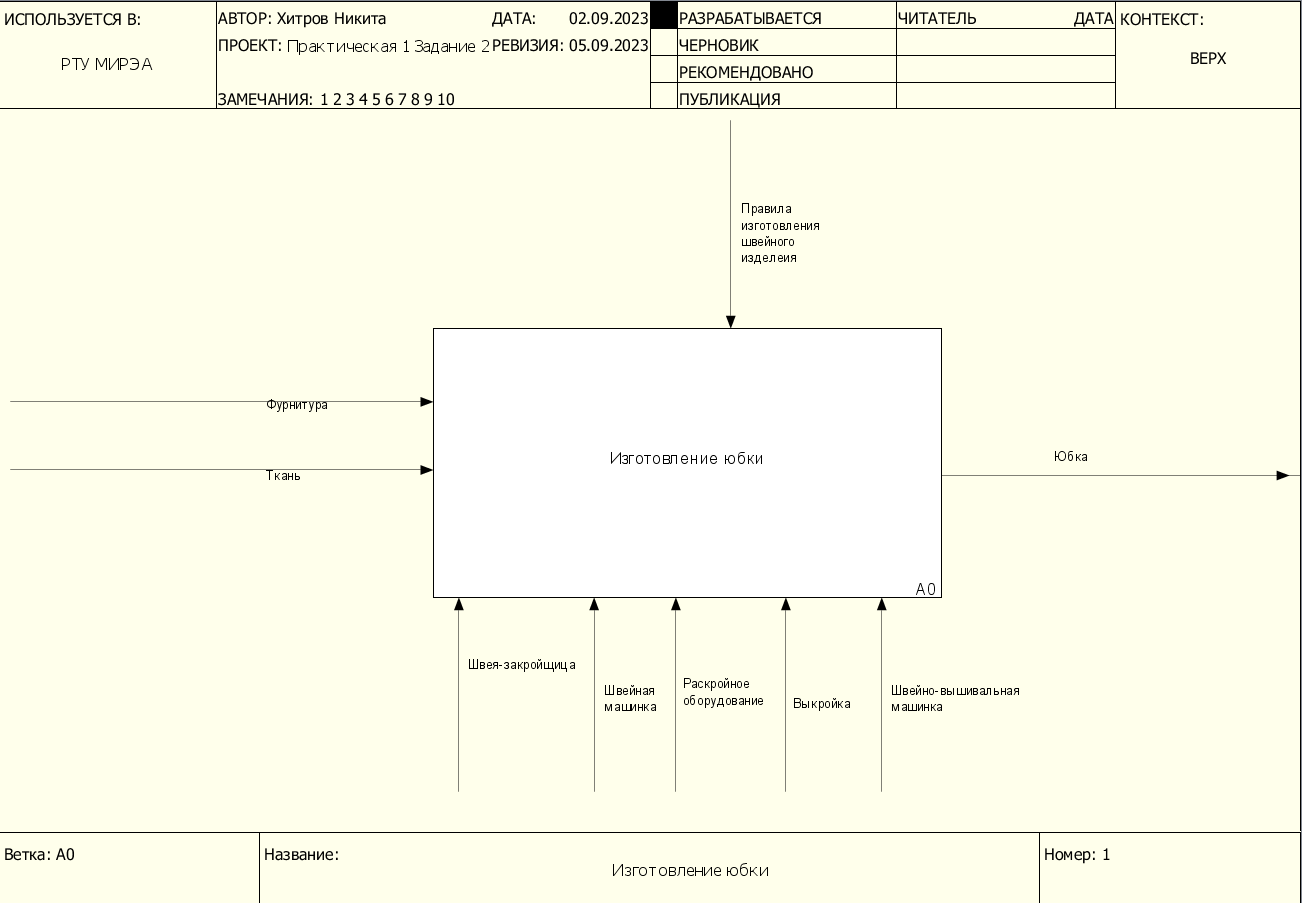 ИСПОЛЬЗУЕТСЯ В:
РТУ МИРЭА
АВТОР: Хитров Никита
ДАТА: 02.09.2023
ПРОЕКТ: Практическая 1 Задание 2
РЕВИЗИЯ: 05.09.2023
ЗАМЕЧАНИЯ: 1 2 3 4 5 6 7 8 9 10
РАЗРАБАТЫВАЕТСЯ
ЧЕРНОВИК
РЕКОМЕНДОВАНО
ПУБЛИКАЦИЯ
ЧИТАТЕЛЬ ДАТА
КОНТЕКСТ:
ВЕРХ
Правила
изготовления
швейного
изделеия
Фурнитура
Ткань
Изготовление юбки
A0
Юбка
Швея-закройщица
Швейная
машинка
Раскройное
оборудование
Выкройка
Швейно-вышивальная
машинка
Ветка: A0
Название:
Изготовление юбки
Номер: 1